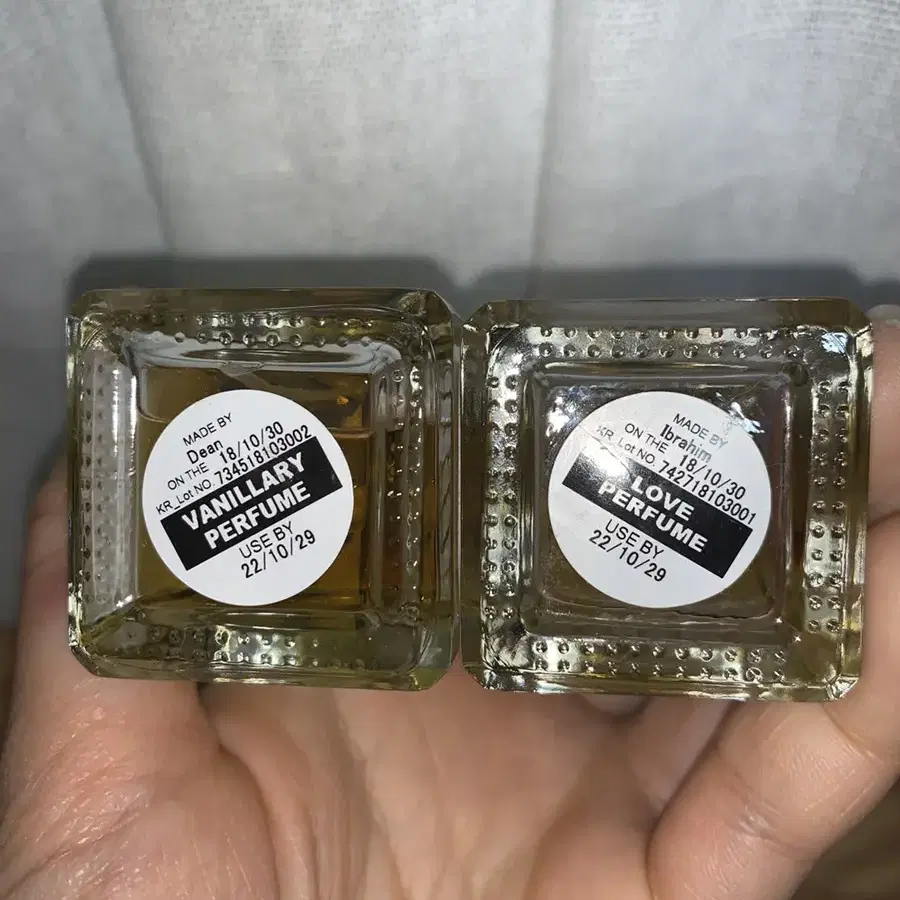 MADE BY
Dean
ON THE 18/10/30
KR_Lot NO. 734518103002
VANILLARY
PERFUME
USE BY
22/10/29
MADE BY
Ibrahim
ON THE 18/10/30
KR_Lot NO. 742718103001
LOVE
PERFUME
USE BY
22/10/29